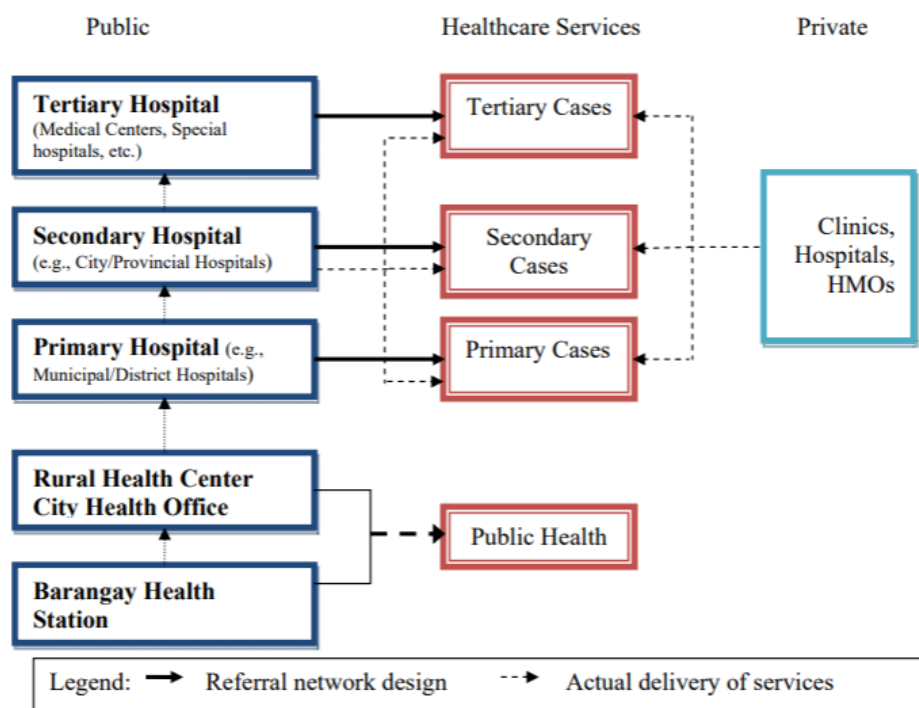 Public
Healthcare Services
Private
Tertiary Hospital
(Medical Centers, Special
hospitals, etc.)
Tertiary Cases
Secondary Hospital
(e.g., City/Provincial Hospitals)
Secondary
Cases
Clinics,
Hospitals,
HMOs
Primary Hospital (e.g.,
Municipal/District Hospitals)
Primary Cases
Rural Health Center
City Health Office
Public Health
Barangay Health
Station
Legend: Referral network design Actual delivery of services